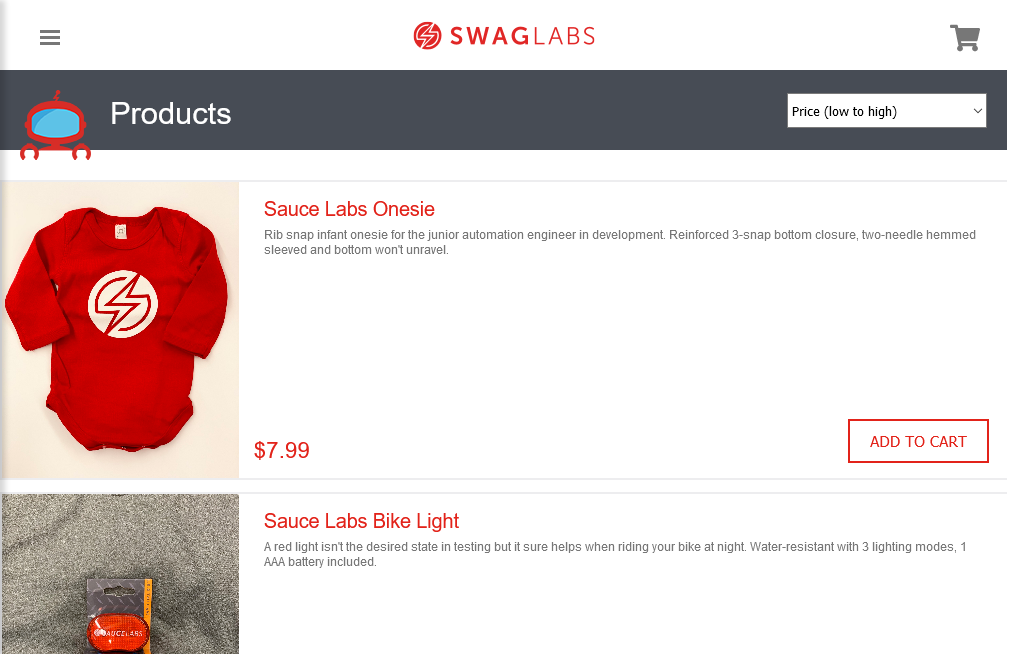 SWAGLABS
Products
Price (low to high)
Sauce Labs Onesie
Rib snap infant onesie for the junior automation engineer in development. Reinforced 3-snap bottom closure, two-needle hemmed
sleeved and bottom won't unravel.
$7.99
ADD TO CART
Sauce Labs Bike Light
A red light isn't the desired state in testing but it sure helps when riding your bike at night. Water-resistant with 3 lighting modes, 1
AAA battery included.
SAUCELABS